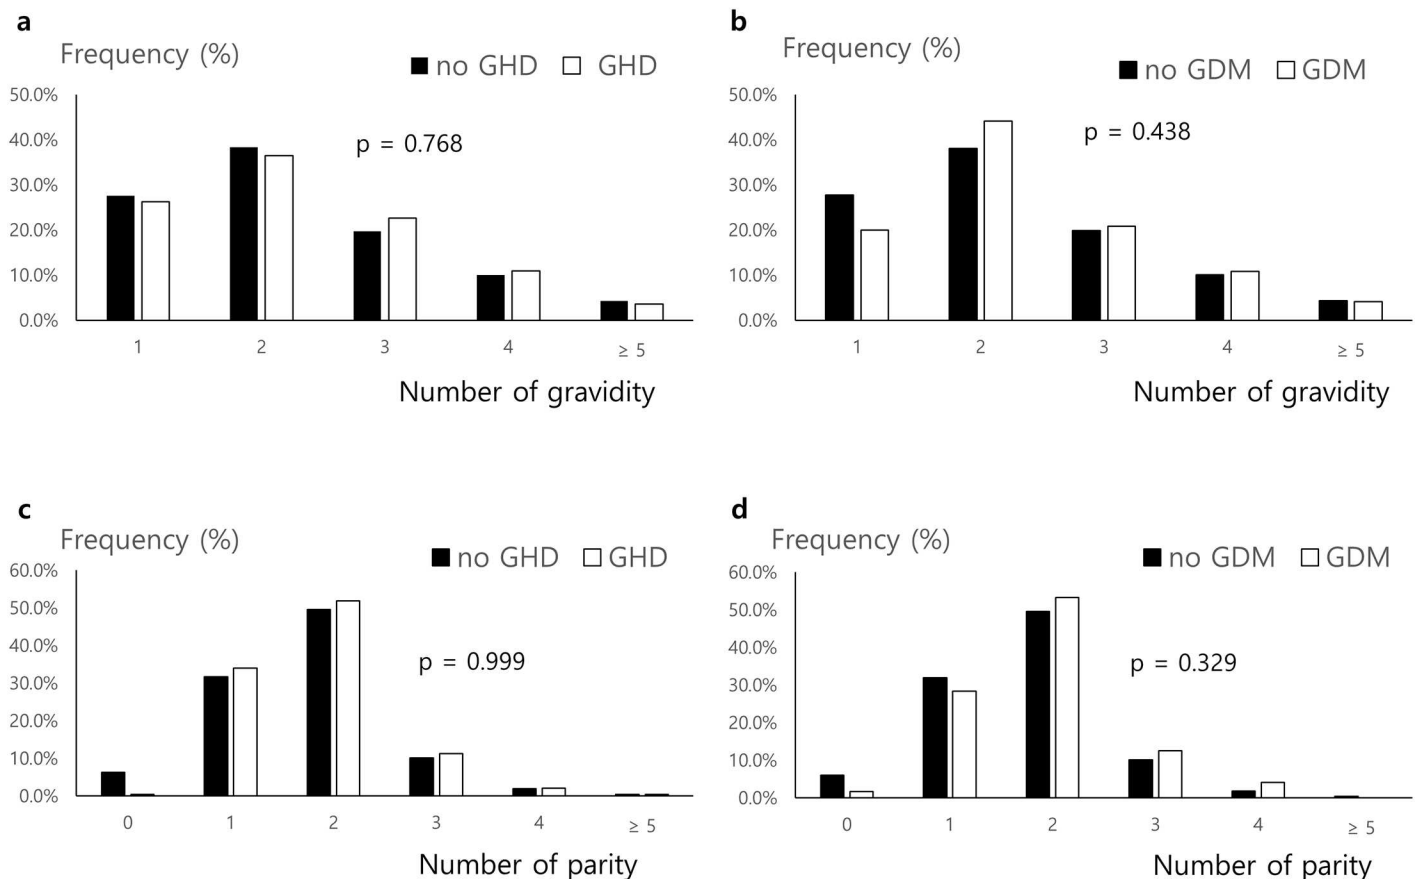 a
Frequency (%)
no GHD GHD
50.0%
40.0%
30.0%
20.0%
10.0%
0.0%
p = 0.768
1 2 3 4 ≥ 5
Number of gravidity
b
Frequency (%)
no GDM GDM
50.0%
40.0%
30.0%
20.0%
10.0%
0.0%
p = 0.438
1 2 3 4 ≥ 5
Number of gravidity
c
Frequency (%)
no GHD GHD
60.0%
50.0%
40.0%
30.0%
20.0%
10.0%
0.0%
p = 0.999
0 1 2 3 4 ≥ 5
Number of parity
d
Frequency (%)
no GDM GDM
60.0%
50.0%
40.0%
30.0%
20.0%
10.0%
0.0%
p = 0.329
0 1 2 3 4 ≥ 5
Number of parity